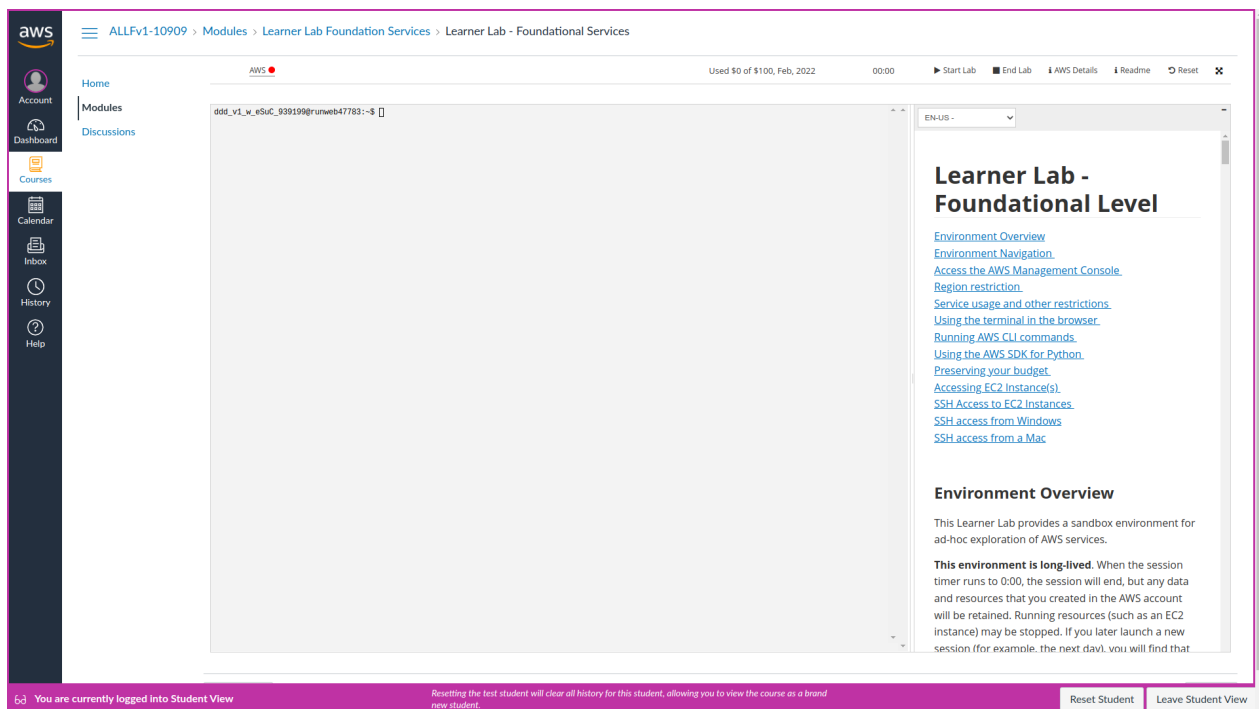 aws
ALLFv1-10909 › Modules › Learner Lab Foundation Services › Learner Lab - Foundational Services
Account
Dashboard
Courses
Calendar
Inbox
History
Help
Home
Modules
Discussions
AWS
Used $0 of $100, Feb, 2022
00:00
Start Lab
End Lab
AWS Details
Readme
Reset
ddd_v1_w_eSuC_939199@runweb47783:~$
EN-US -
Learner Lab -
Foundational Level
Environment Overview
Environment Navigation
Access the AWS Management Console
Region restriction
Service usage and other restrictions
Using the terminal in the browser
Running AWS CLI commands
Using the AWS SDK for Python
Preserving your budget
Accessing EC2 Instance(s)
SSH Access to EC2 Instances
SSH access from Windows
SSH access from a Mac
Environment Overview
This Learner Lab provides a sandbox environment for
ad-hoc exploration of AWS services.
This environment is long-lived. When the session
timer runs to 0:00, the session will end, but any data
and resources that you created in the AWS account
will be retained. Running resources (such as an EC2
instance) may be stopped. If you later launch a new
session (for example, the next day), you will find that
You are currently logged into Student View
Resetting the test student will clear all history for this student, allowing you to view the course as a brand
new student.
Reset Student
Leave Student View